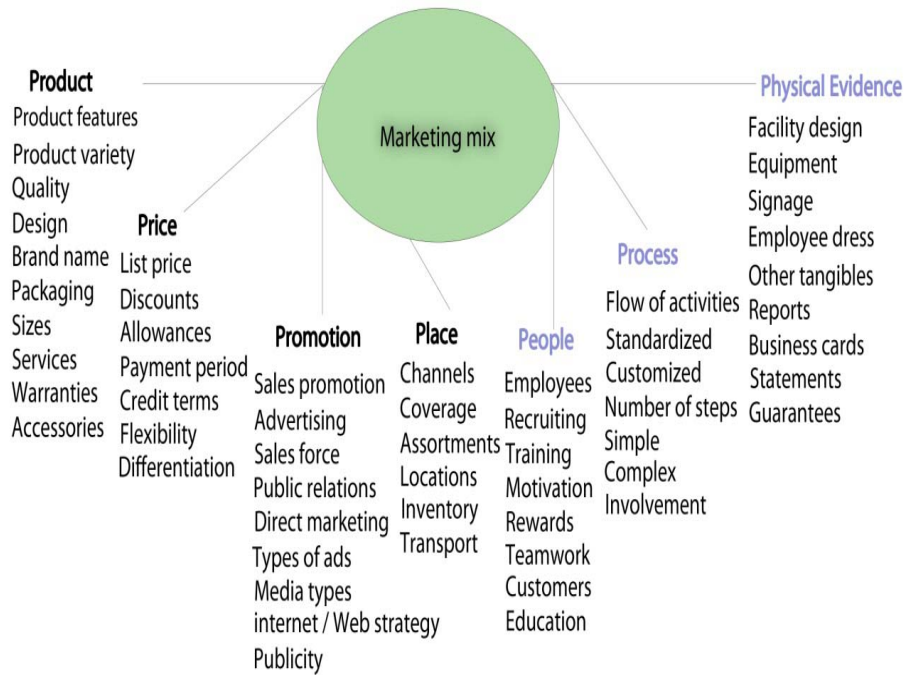 Marketing mix
Product
Product features
Product variety
Quality
Design
Brand name
Packaging
Sizes
Services
Warranties
Accessories
Price
List price
Discounts
Allowances
Payment period
Credit terms
Flexibility
Differentiation
Promotion
Sales promotion
Advertising
Sales force
Public relations
Direct marketing
Types of ads
Media types
internet / Web strategy
Publicity
Place
Channels
Coverage
Assortments
Locations
Inventory
Transport
People
Employees
Recruiting
Training
Motivation
Rewards
Teamwork
Customers
Education
Process
Flow of activities
Standardized
Customized
Number of steps
Simple
Complex
Involvement
Physical Evidence
Facility design
Equipment
Signage
Employee dress
Other tangibles
Reports
Business cards
Statements
Guarantees